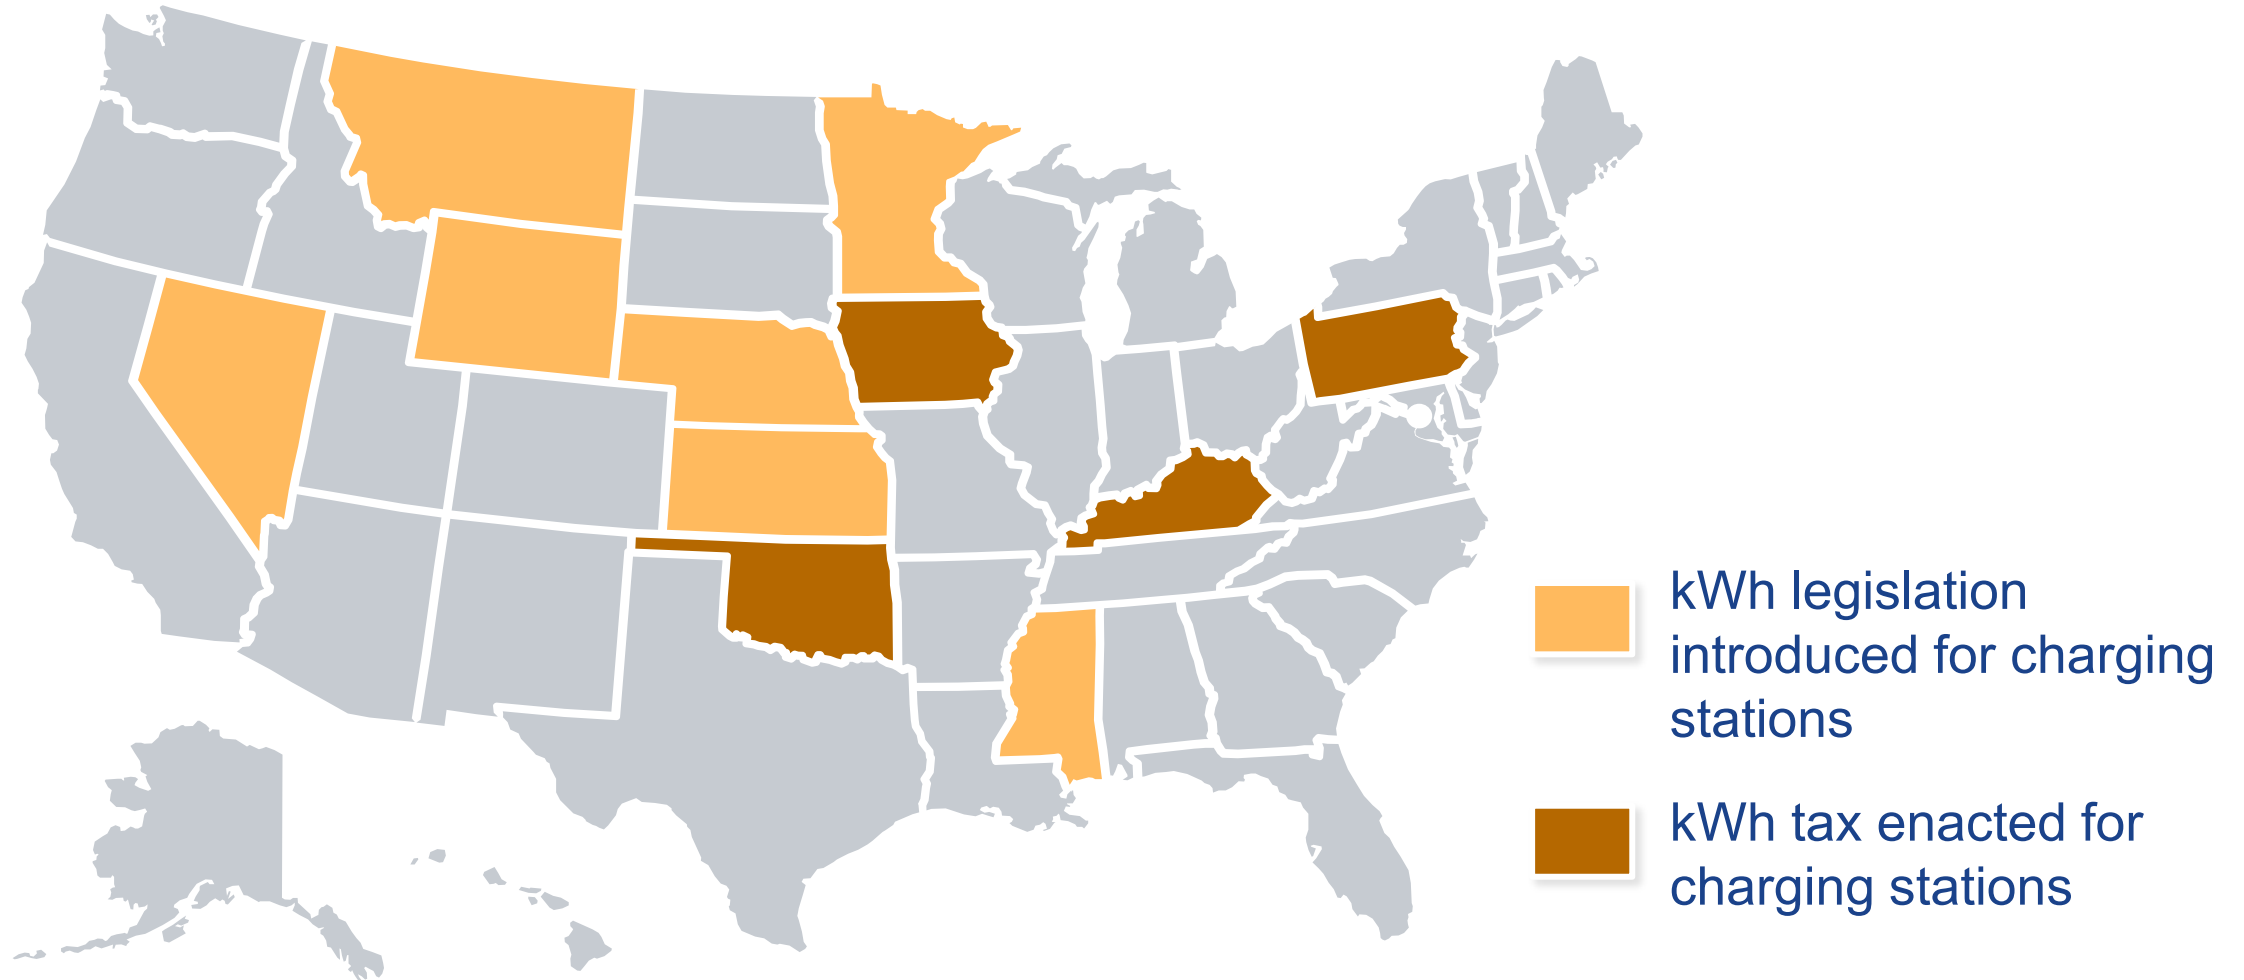 kWh legislation
introduced for charging
stations
kWh tax enacted for
charging stations